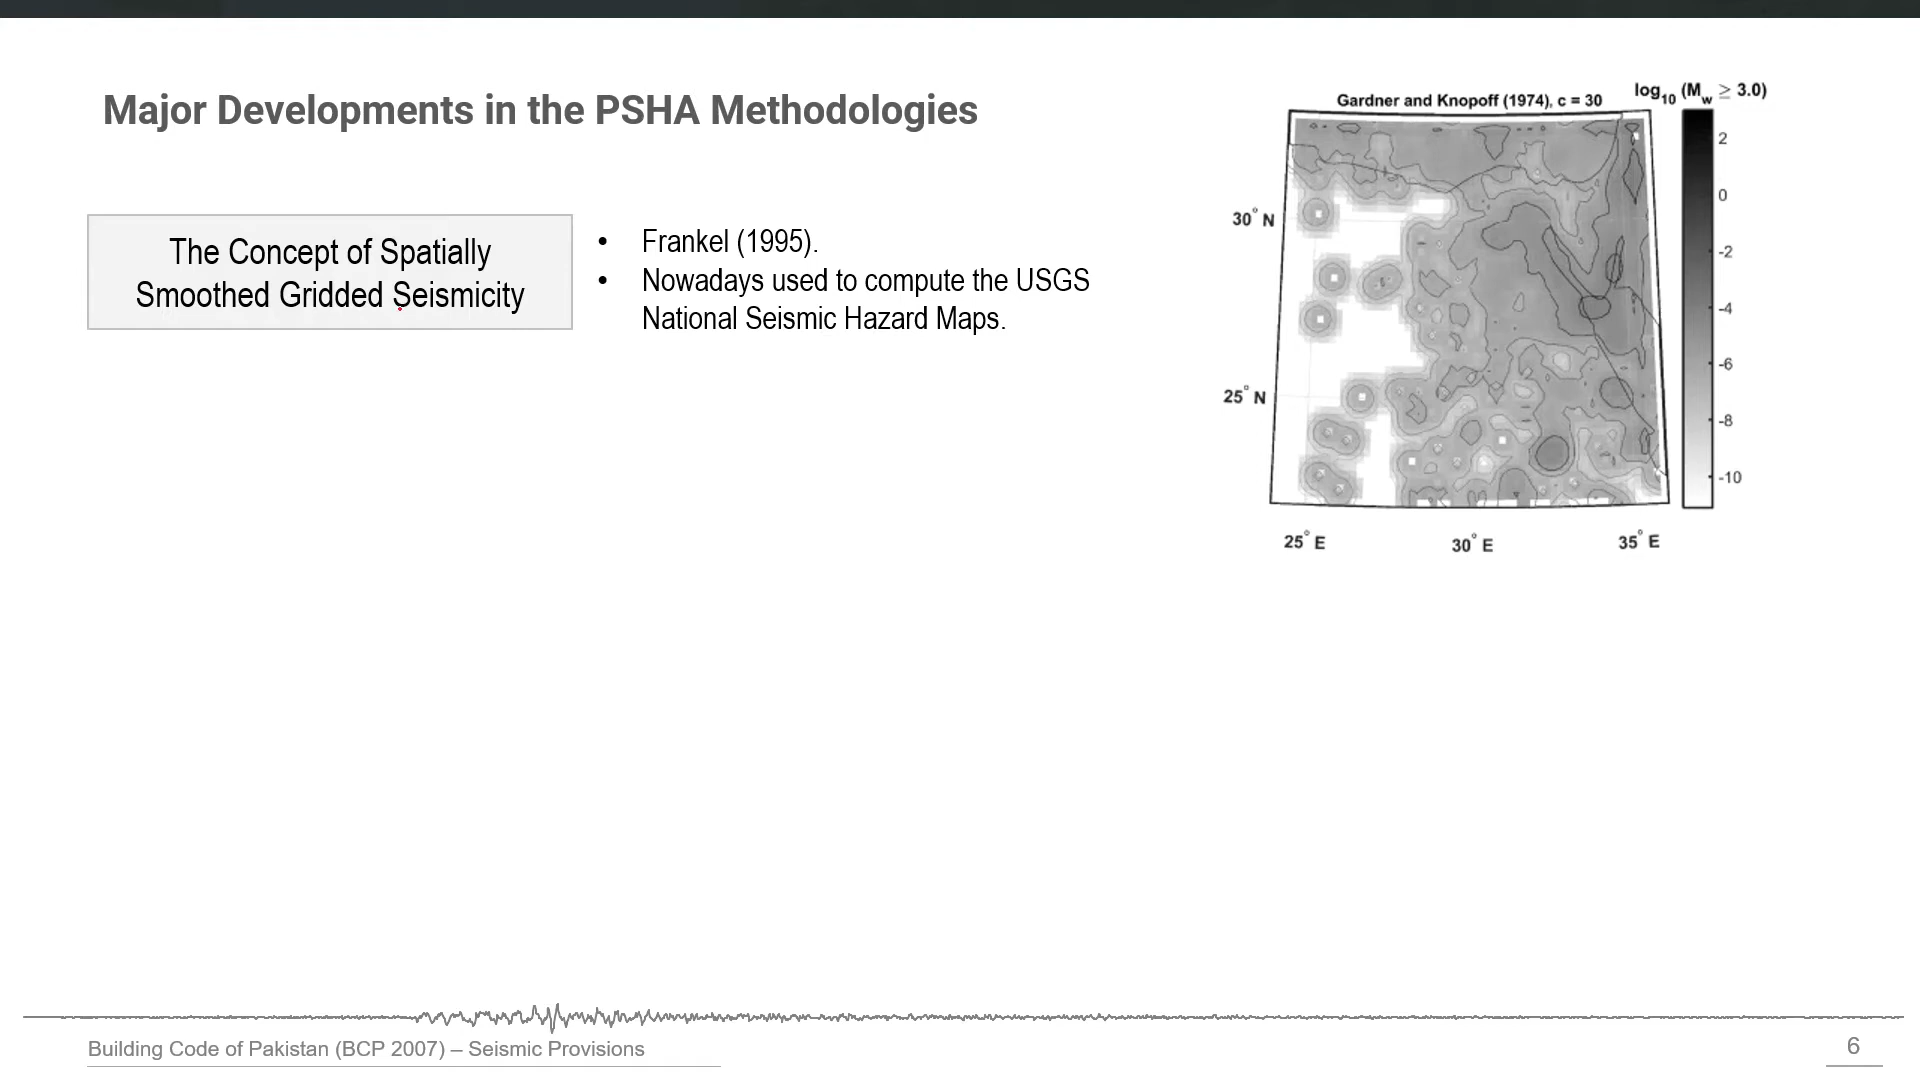 Major Developments in the PSHA Methodologies
The Concept of Spatially
Smoothed Gridded Seismicity
• Frankel (1995).
• Nowadays used to compute the USGS
National Seismic Hazard Maps.
Gardner and Knopoff (1974), c = 30
log10 (Mw ≥ 3.0)
2
0
-2
-4
-6
-8
-10
30° N
25° N
25° E
30° E
35° E
Building Code of Pakistan (BCP 2007) – Seismic Provisions
6